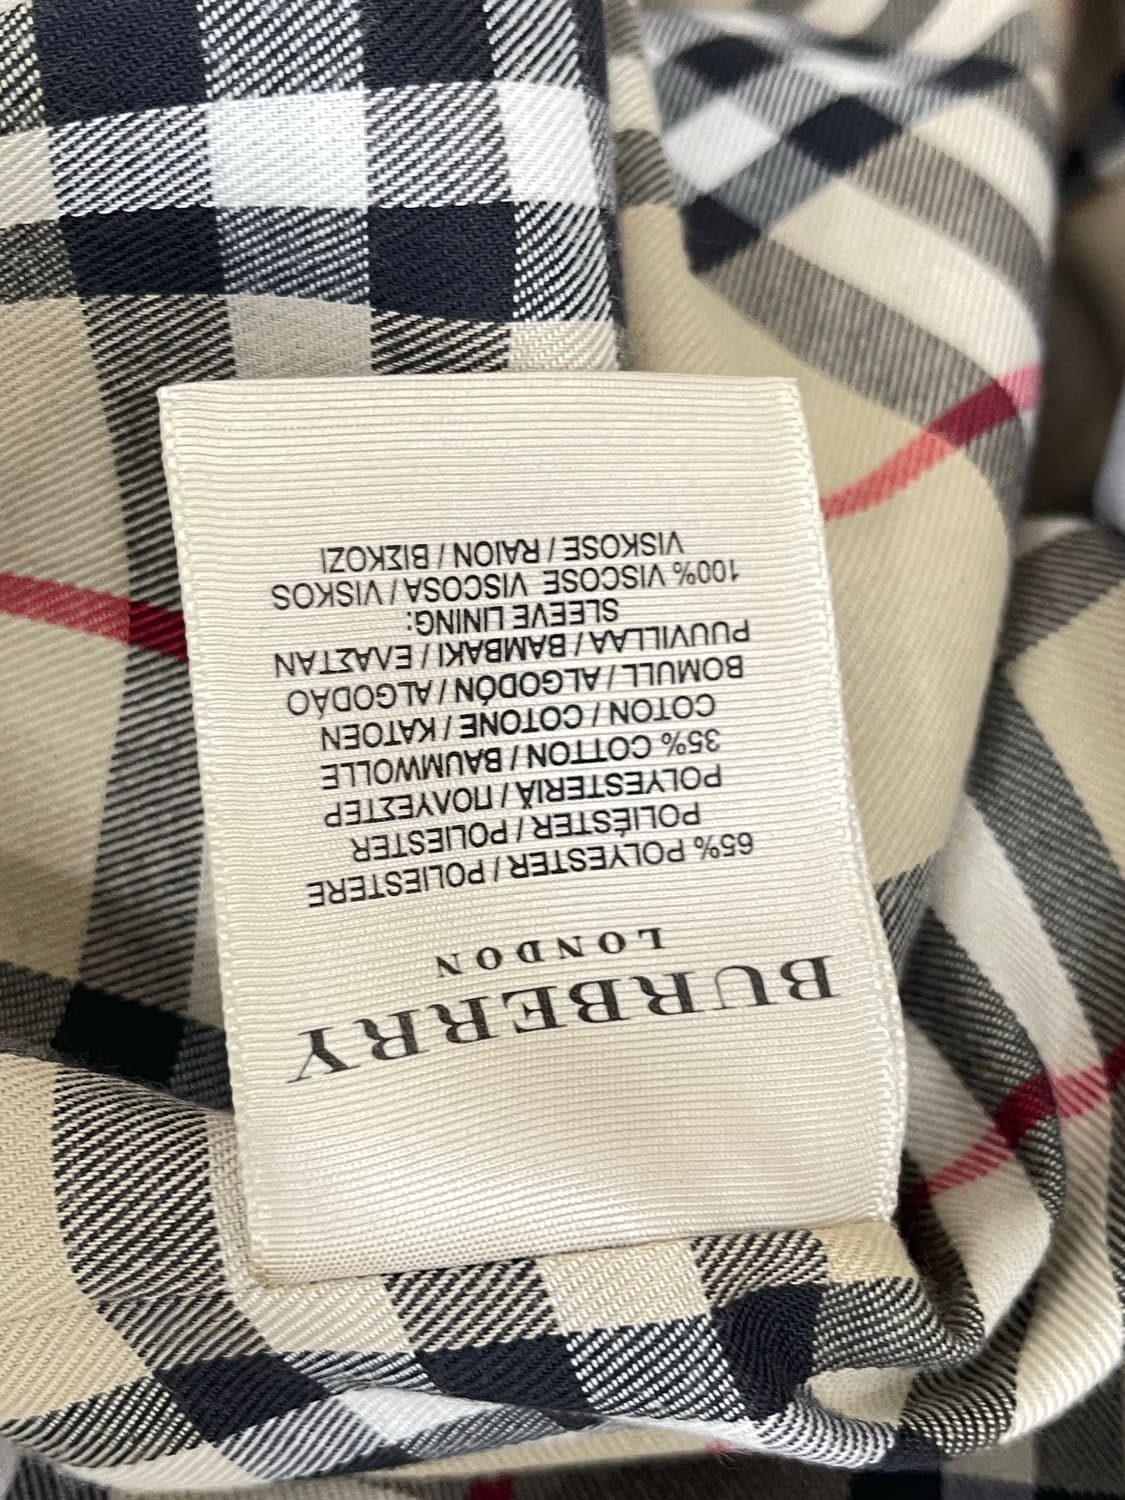 BURBERRY
LONDON
65% POLYESTER / POLIESTERE
POLIÉSTER / POLIESTER
POLYESTERIÄ / ΠΟΛΥΕΣΤΕΡ
35% COTTON / BAUMWOLLE
COTON / COTONE / KATOEN
BOMULL / ALGODÓN / ALGODÃO
PUUVILLAA / BAMBAKI / ΕΛΑΣΤΑΝ
SLEEVE LINING:
100% VISCOSE VISCOSA / VISKOS
VISKOSE / RAION / ΒΙΣΚΟΖΙ